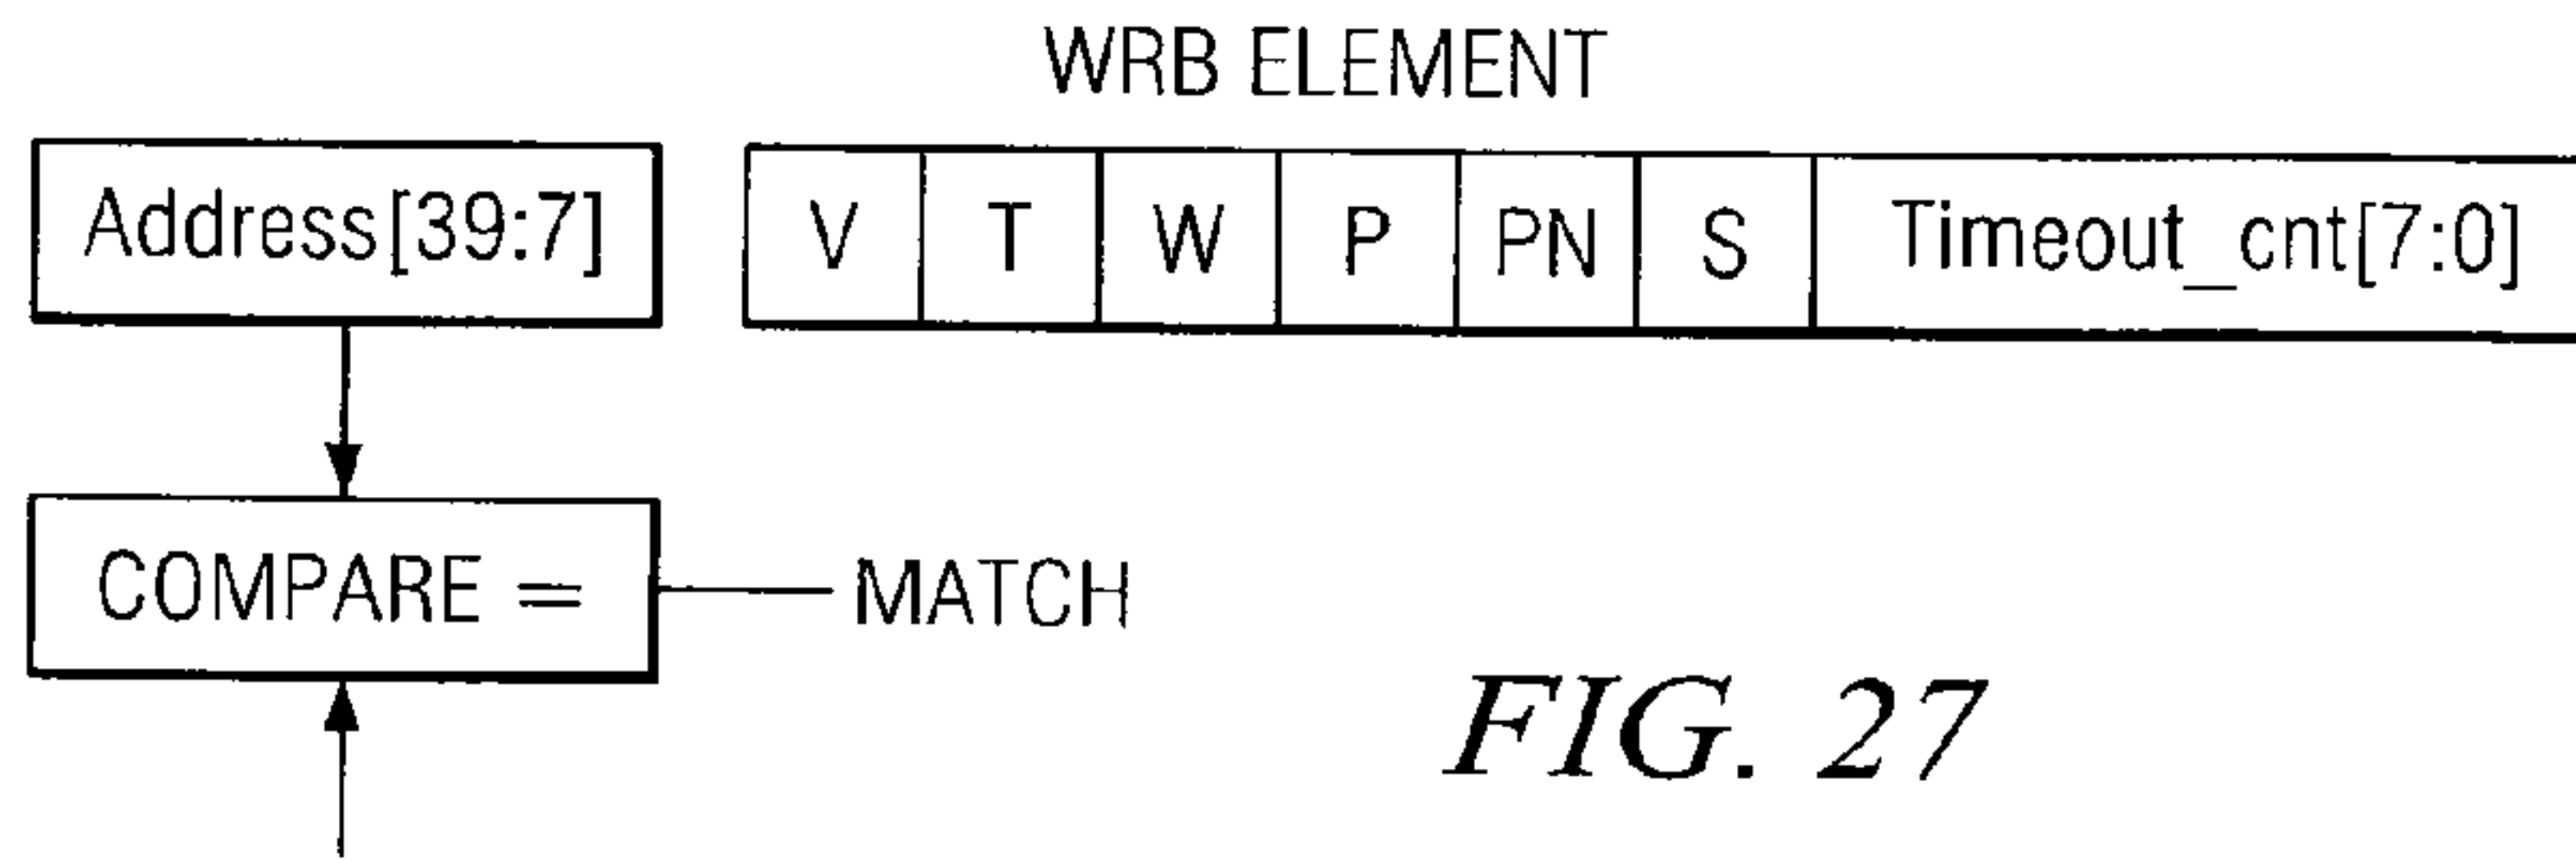 WRB ELEMENT
Address[39:7] V T W P PN S Timeout_cnt[7:0]
COMPARE = MATCH
FIG. 27